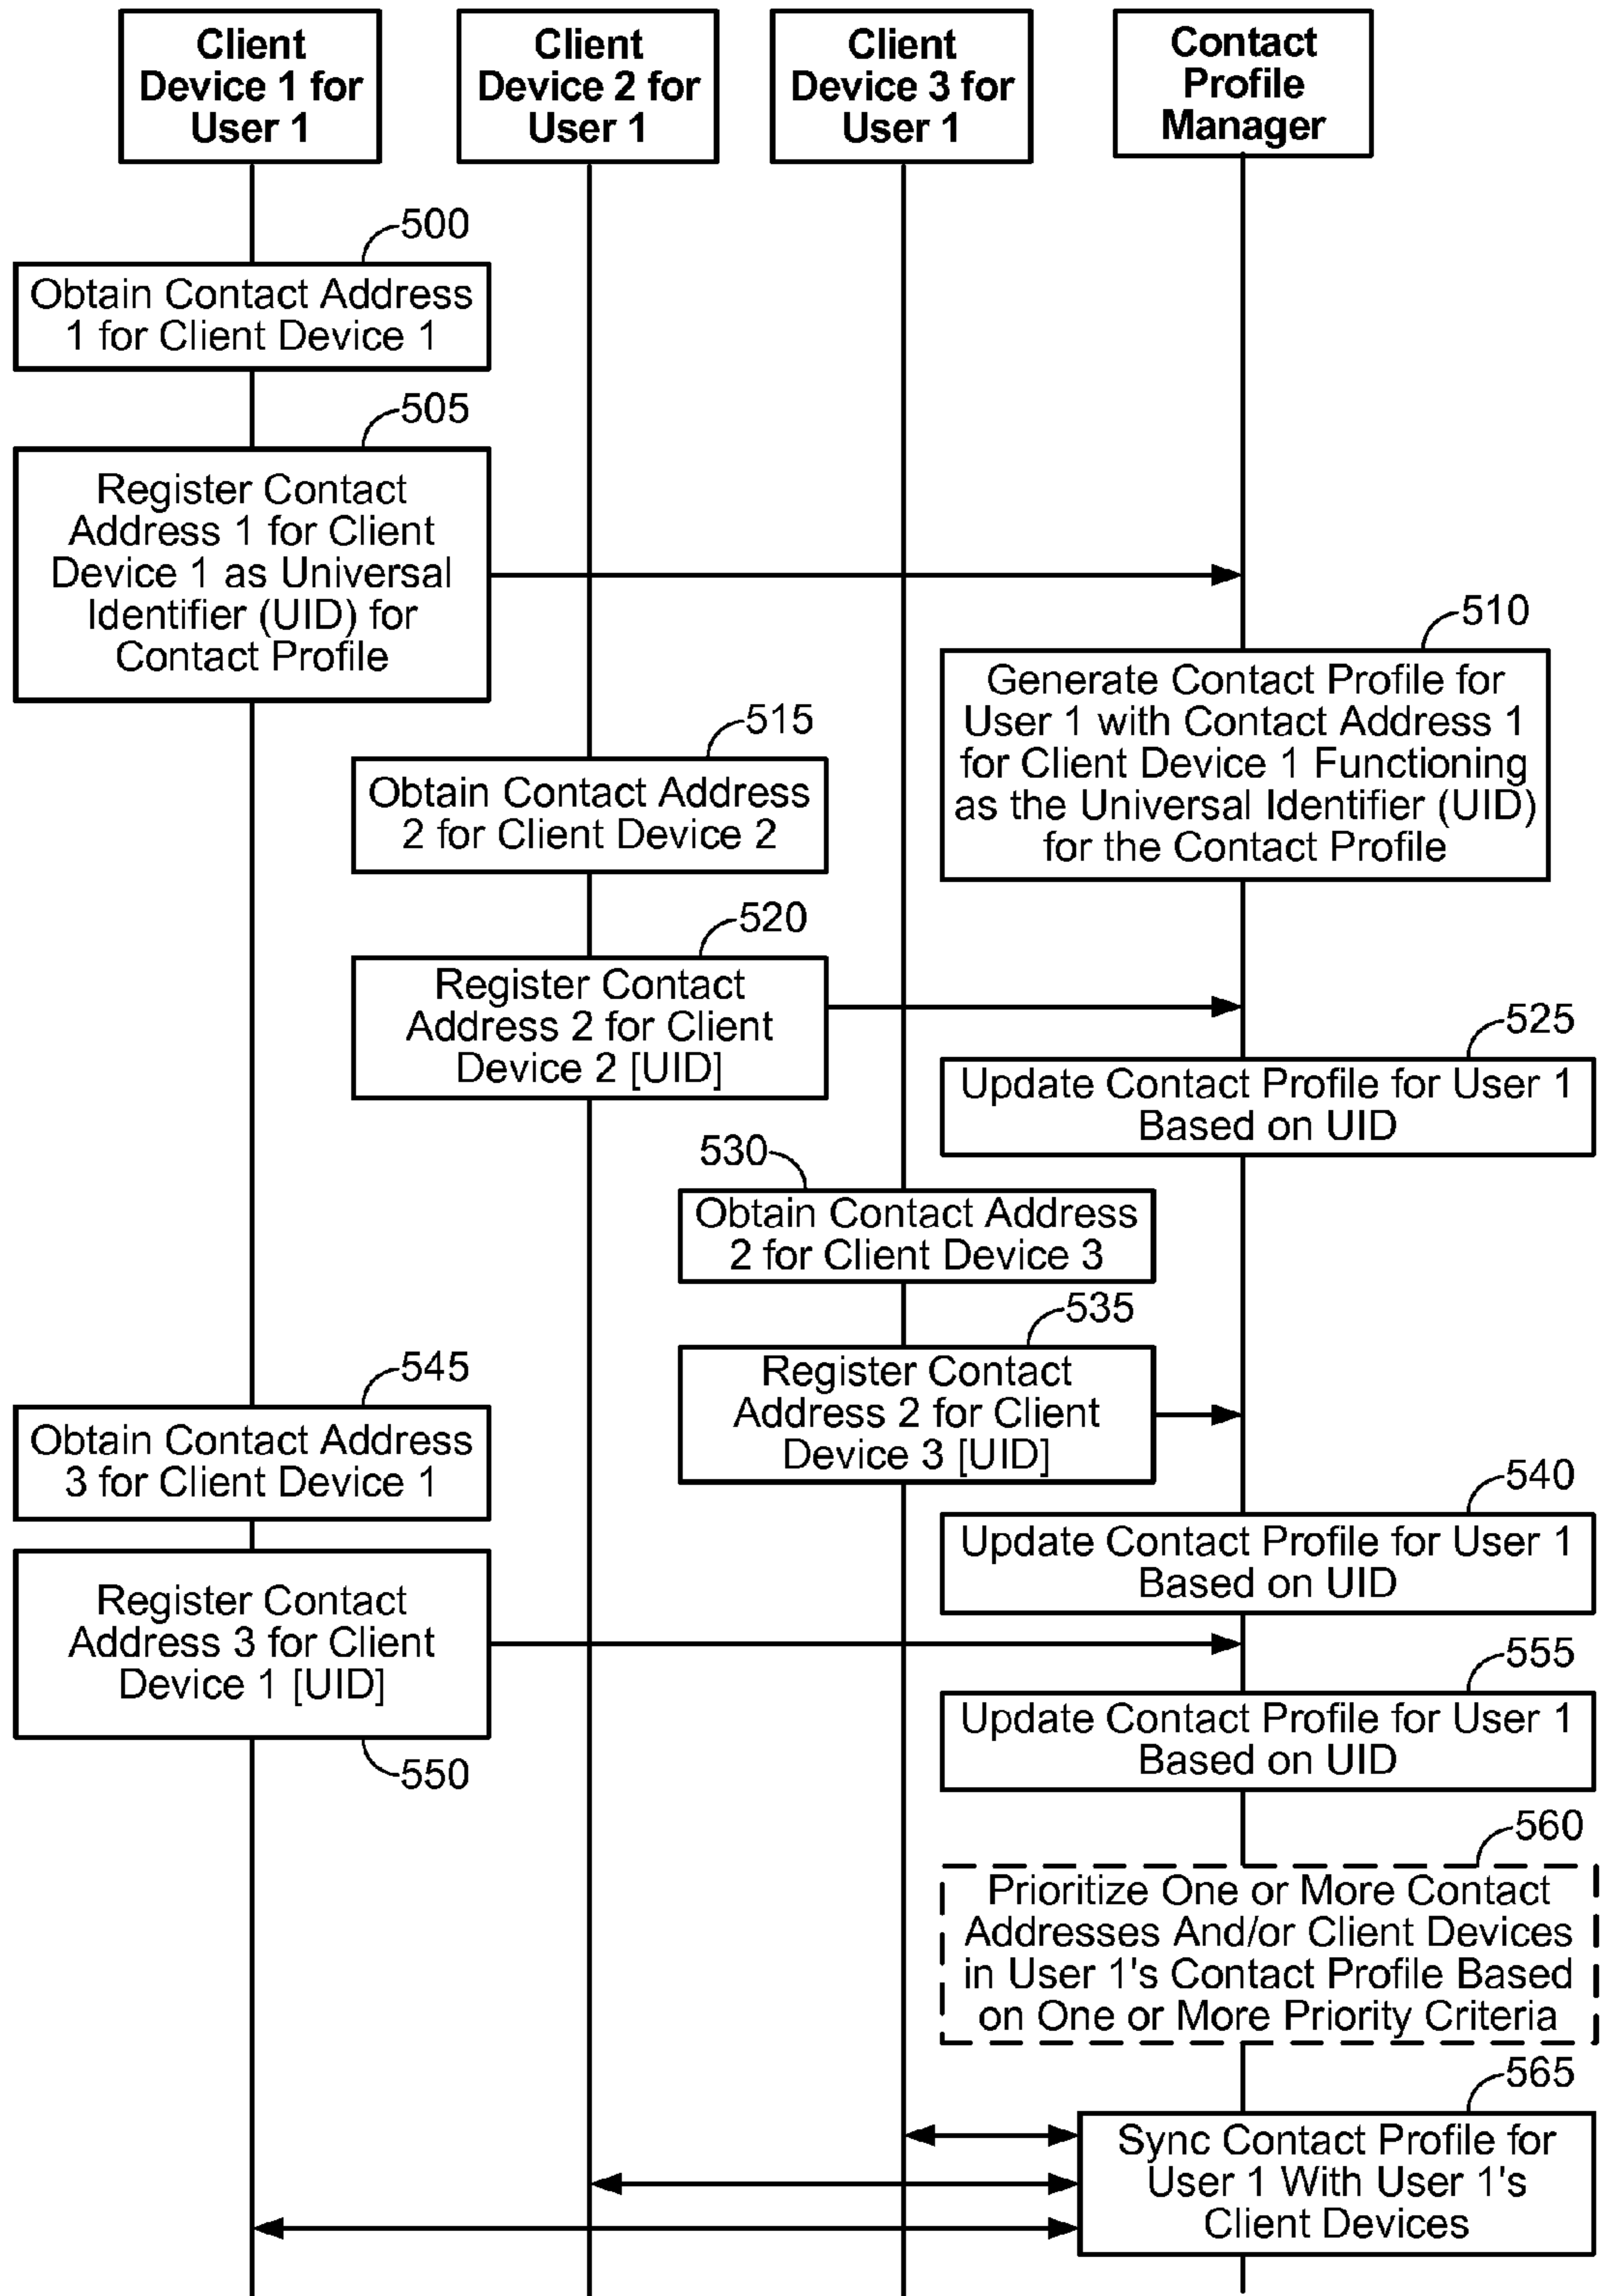 Client
Device 1 for
User 1
Client
Device 2 for
User 1
Client
Device 3 for
User 1
Contact
Profile
Manager
500
Obtain Contact Address
1 for Client Device 1
505
Register Contact
Address 1 for Client
Device 1 as Universal
Identifier (UID) for
Contact Profile
510
Generate Contact Profile for
User 1 with Contact Address 1
for Client Device 1 Functioning
as the Universal Identifier (UID)
for the Contact Profile
515
Obtain Contact Address
2 for Client Device 2
520
Register Contact
Address 2 for Client
Device 2 [UID]
525
Update Contact Profile for User 1
Based on UID
530
Obtain Contact Address
2 for Client Device 3
535
Register Contact
Address 2 for Client
Device 3 [UID]
540
Update Contact Profile for User 1
Based on UID
545
Obtain Contact Address
3 for Client Device 1
Register Contact
Address 3 for Client
Device 1 [UID]
550
555
Update Contact Profile for User 1
Based on UID
560
Prioritize One or More Contact
Addresses And/or Client Devices
in User 1's Contact Profile Based
on One or More Priority Criteria
565
Sync Contact Profile for
User 1 With User 1's
Client Devices